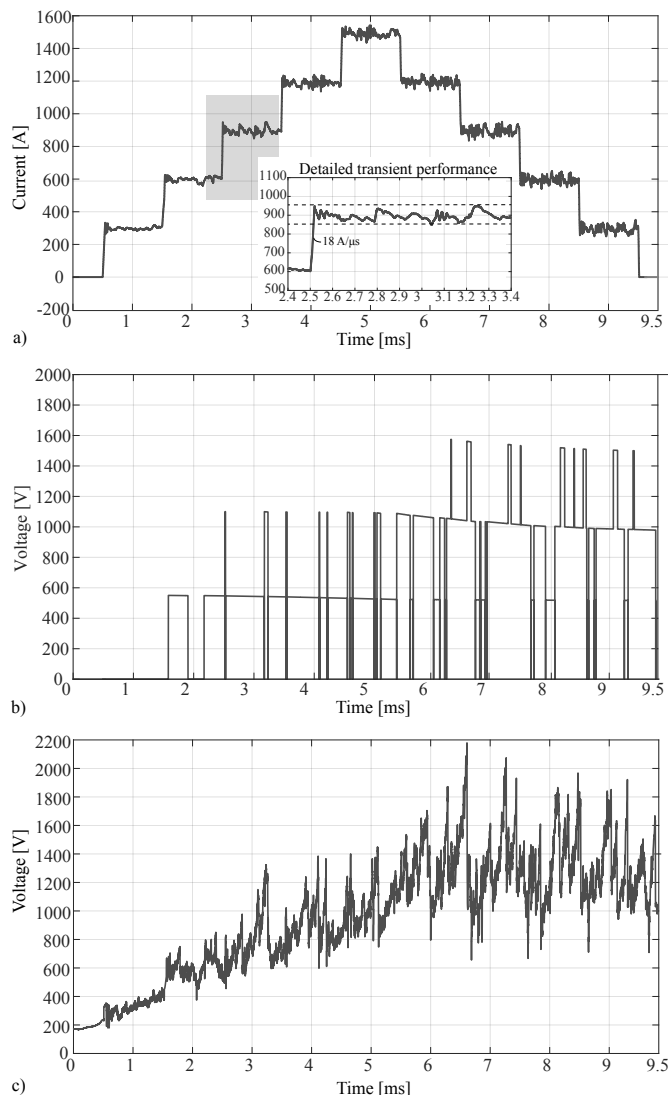 1600
1400
1200
1000
800
600
400
200
0
-200
Current [A]
Detailed transient performance
1100
1000
900
800
700
600
500
18 A/μs
2.4 2.5 2.6 2.7 2.8 2.9 3 3.1 3.2 3.3 3.4
0 1 2 3 4 5 6 7 8 9 9.5
Time [ms]
a)
2000
1800
1600
1400
1200
1000
800
600
400
200
0
Voltage [V]
0 1 2 3 4 5 6 7 8 9 9.5
Time [ms]
b)
2200
2000
1800
1600
1400
1200
1000
800
600
400
200
0
Voltage [V]
0 1 2 3 4 5 6 7 8 9 9.5
Time [ms]
c)